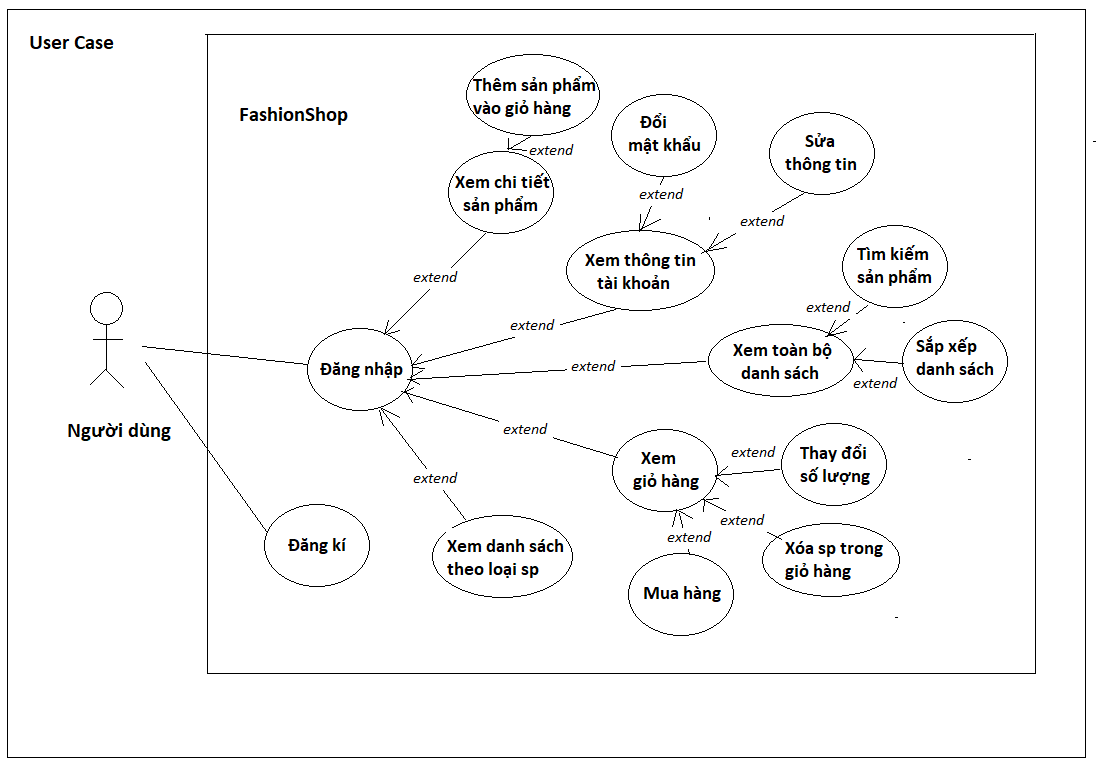 User Case
FashionShop
Thêm sản phẩm
vào giỏ hàng
extend
Đổi
mật khẩu
Sửa
thông tin
Xem chi tiết
sản phẩm
extend
extend
Xem thông tin
tài khoản
Tìm kiếm
sản phẩm
extend
extend
extend
Đăng nhập
extend
Xem toàn bộ
danh sách
Sắp xếp
danh sách
extend
Người dùng
extend
Xem
giỏ hàng
extend
Thay đổi
số lượng
extend
extend
extend
Đăng kí
Xem danh sách
theo loại sp
Xóa sp trong
giỏ hàng
Mua hàng